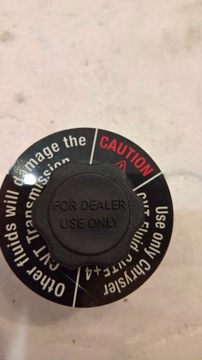 CAUTION
Use only Chrysler
CVT Fluid CVTF+4
Other fluids will damage the
CVT Transmission
FOR DEALER
USE ONLY